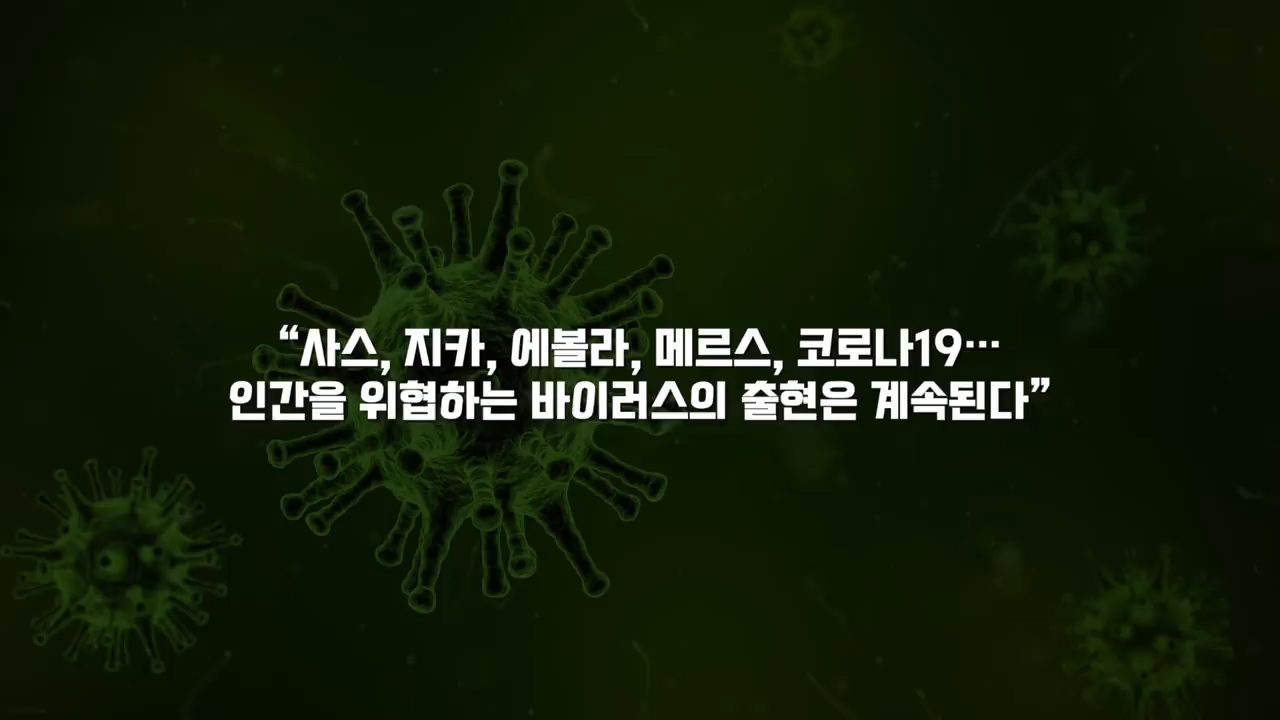 “사스, 지카, 에볼라, 메르스, 코로나19…
인간을 위협하는 바이러스의 출현은 계속된다”